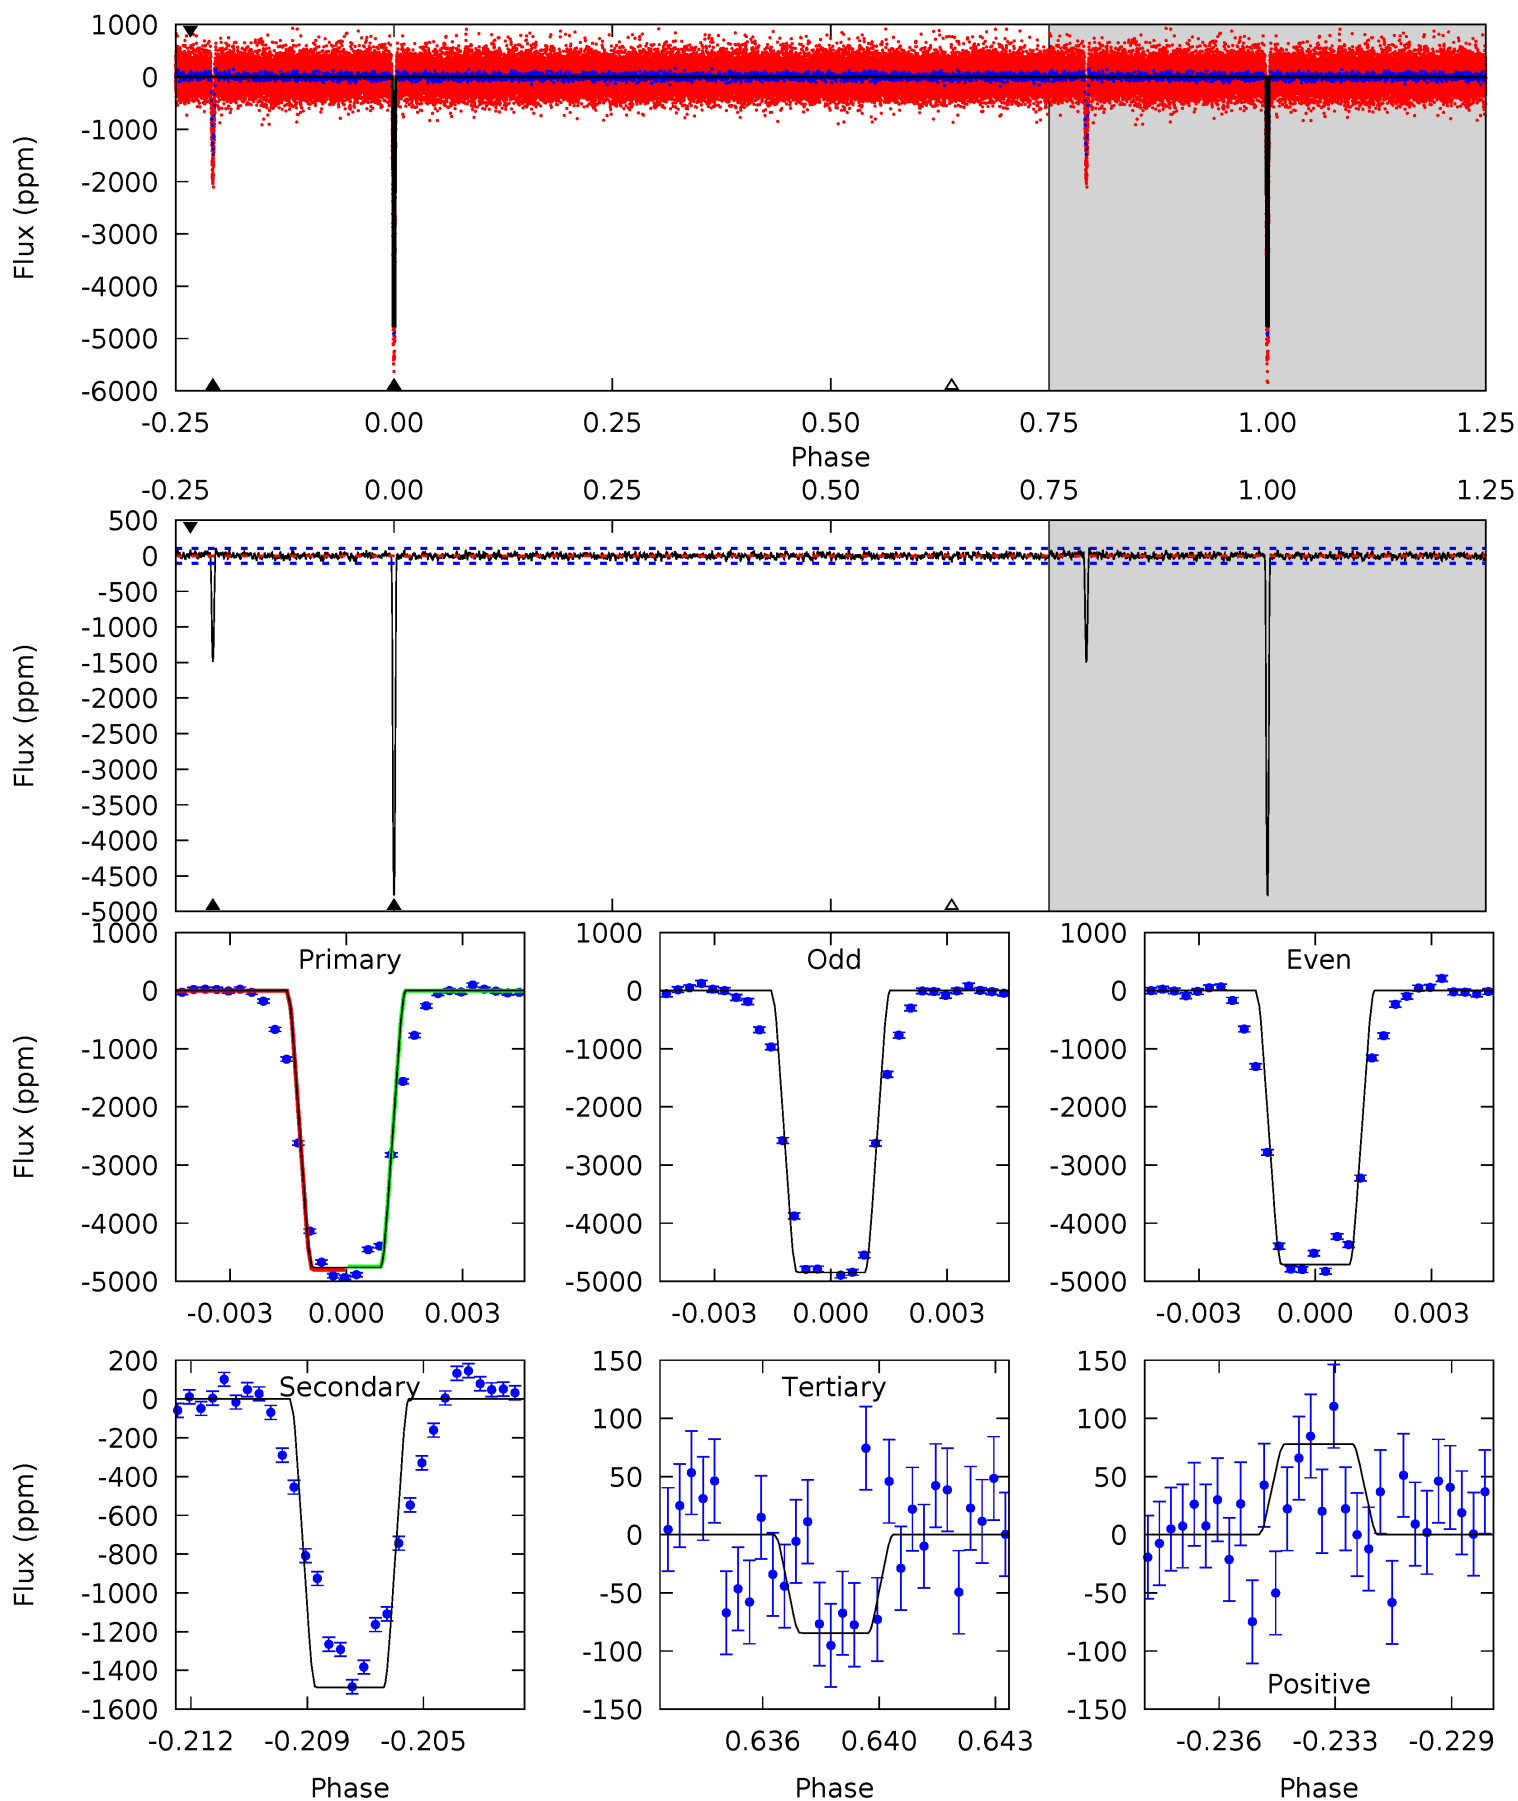 1000
0
-1000
-2000
-3000
-4000
-5000
-6000
Flux (ppm)
-0.25 0.00 0.25 0.50 0.75 1.00 1.25
Phase
-0.25 0.00 0.25 0.50 0.75 1.00 1.25
500
0
-500
-1000
-1500
-2000
-2500
-3000
-3500
-4000
-4500
-5000
Flux (ppm)
Primary
1000
0
-1000
-2000
-3000
-4000
-5000
Flux (ppm)
-0.003 0.000 0.003
Odd
1000
0
-1000
-2000
-3000
-4000
-5000
-0.003 0.000 0.003
Even
1000
0
-1000
-2000
-3000
-4000
-5000
-0.003 0.000 0.003
Secondary
200
0
-200
-400
-600
-800
-1000
-1200
-1400
-1600
Flux (ppm)
-0.212 -0.209 -0.205
Phase
Tertiary
150
100
50
0
-50
-100
-150
0.636 0.640 0.643
Phase
150
100
50
0
-50
-100
-150
Positive
-0.236 -0.233 -0.229
Phase